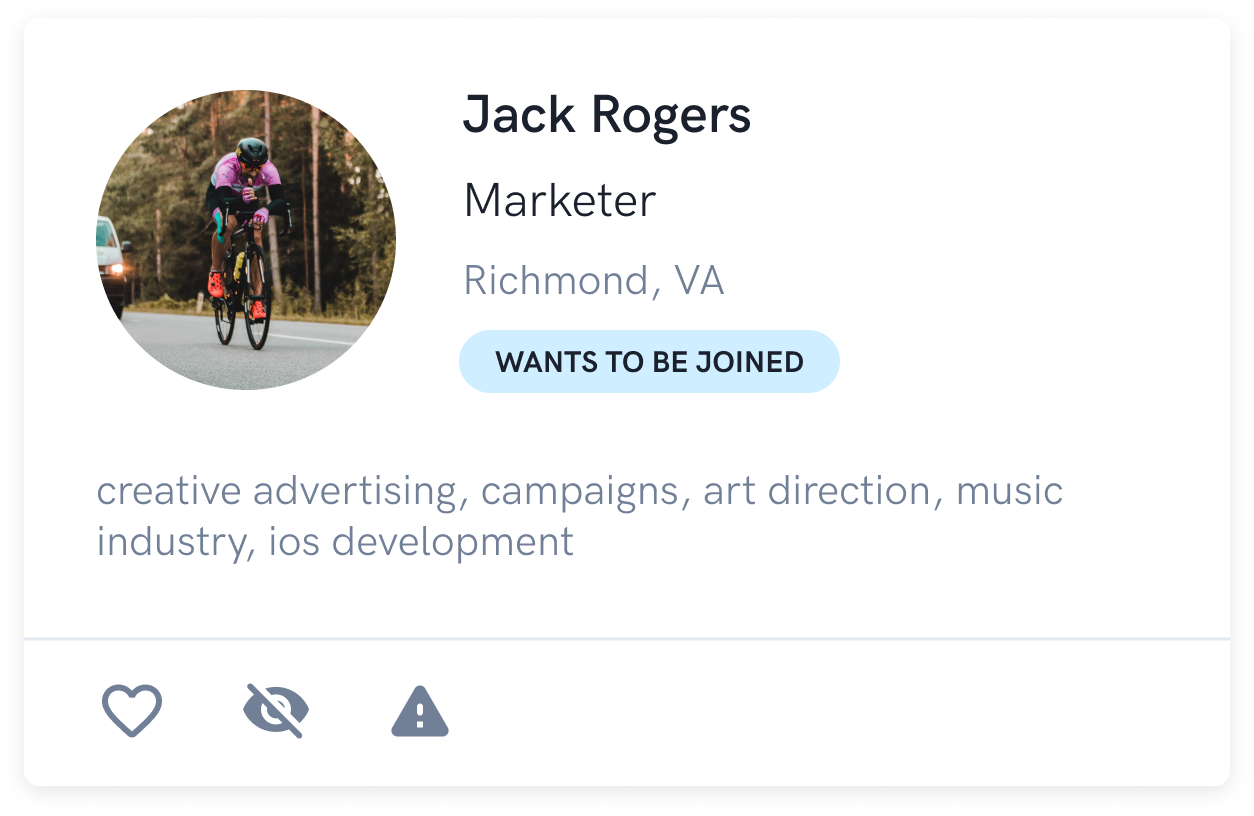 Jack Rogers
Marketer
Richmond, VA
WANTS TO BE JOINED
creative advertising, campaigns, art direction, music
industry, ios development